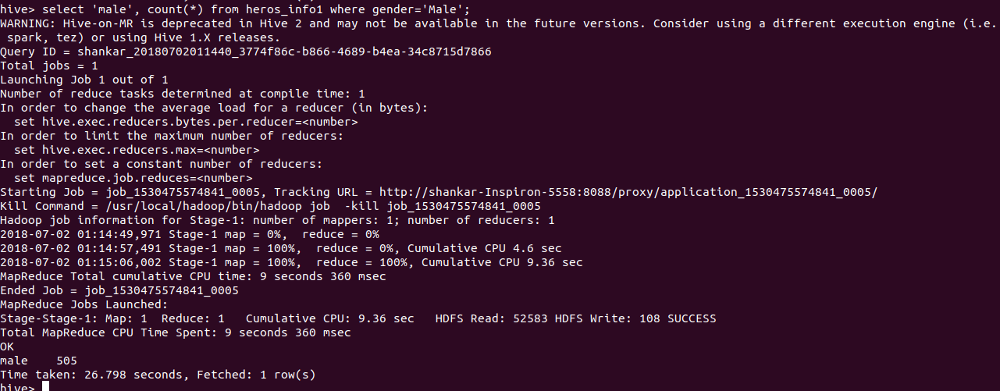 hive> select 'male', count(*) from heros_info1 where gender='Male';
WARNING: Hive-on-MR is deprecated in Hive 2 and may not be available in the future versions. Consider using a different execution engine (i.e.
 spark, tez) or using Hive 1.X releases.
Query ID = shankar_20180702011440_3774f86c-b866-4689-b4ea-34c8715d7866
Total jobs = 1
Launching Job 1 out of 1
Number of reduce tasks determined at compile time: 1
In order to change the average load for a reducer (in bytes):
  set hive.exec.reducers.bytes.per.reducer=<number>
In order to limit the maximum number of reducers:
  set hive.exec.reducers.max=<number>
In order to set a constant number of reducers:
  set mapreduce.job.reduces=<number>
Starting Job = job_1530475574841_0005, Tracking URL = http://shankar-Inspiron-5558:8088/proxy/application_1530475574841_0005/
Kill Command = /usr/local/hadoop/bin/hadoop job  -kill job_1530475574841_0005
Hadoop job information for Stage-1: number of mappers: 1; number of reducers: 1
2018-07-02 01:14:49,971 Stage-1 map = 0%,  reduce = 0%
2018-07-02 01:14:57,491 Stage-1 map = 100%,  reduce = 0%, Cumulative CPU 4.6 sec
2018-07-02 01:15:06,002 Stage-1 map = 100%,  reduce = 100%, Cumulative CPU 9.36 sec
MapReduce Total cumulative CPU time: 9 seconds 360 msec
Ended Job = job_1530475574841_0005
MapReduce Jobs Launched:
Stage-Stage-1: Map: 1  Reduce: 1   Cumulative CPU: 9.36 sec   HDFS Read: 52583 HDFS Write: 108 SUCCESS
Total MapReduce CPU Time Spent: 9 seconds 360 msec
OK
male    505
Time taken: 26.798 seconds, Fetched: 1 row(s)
hive>